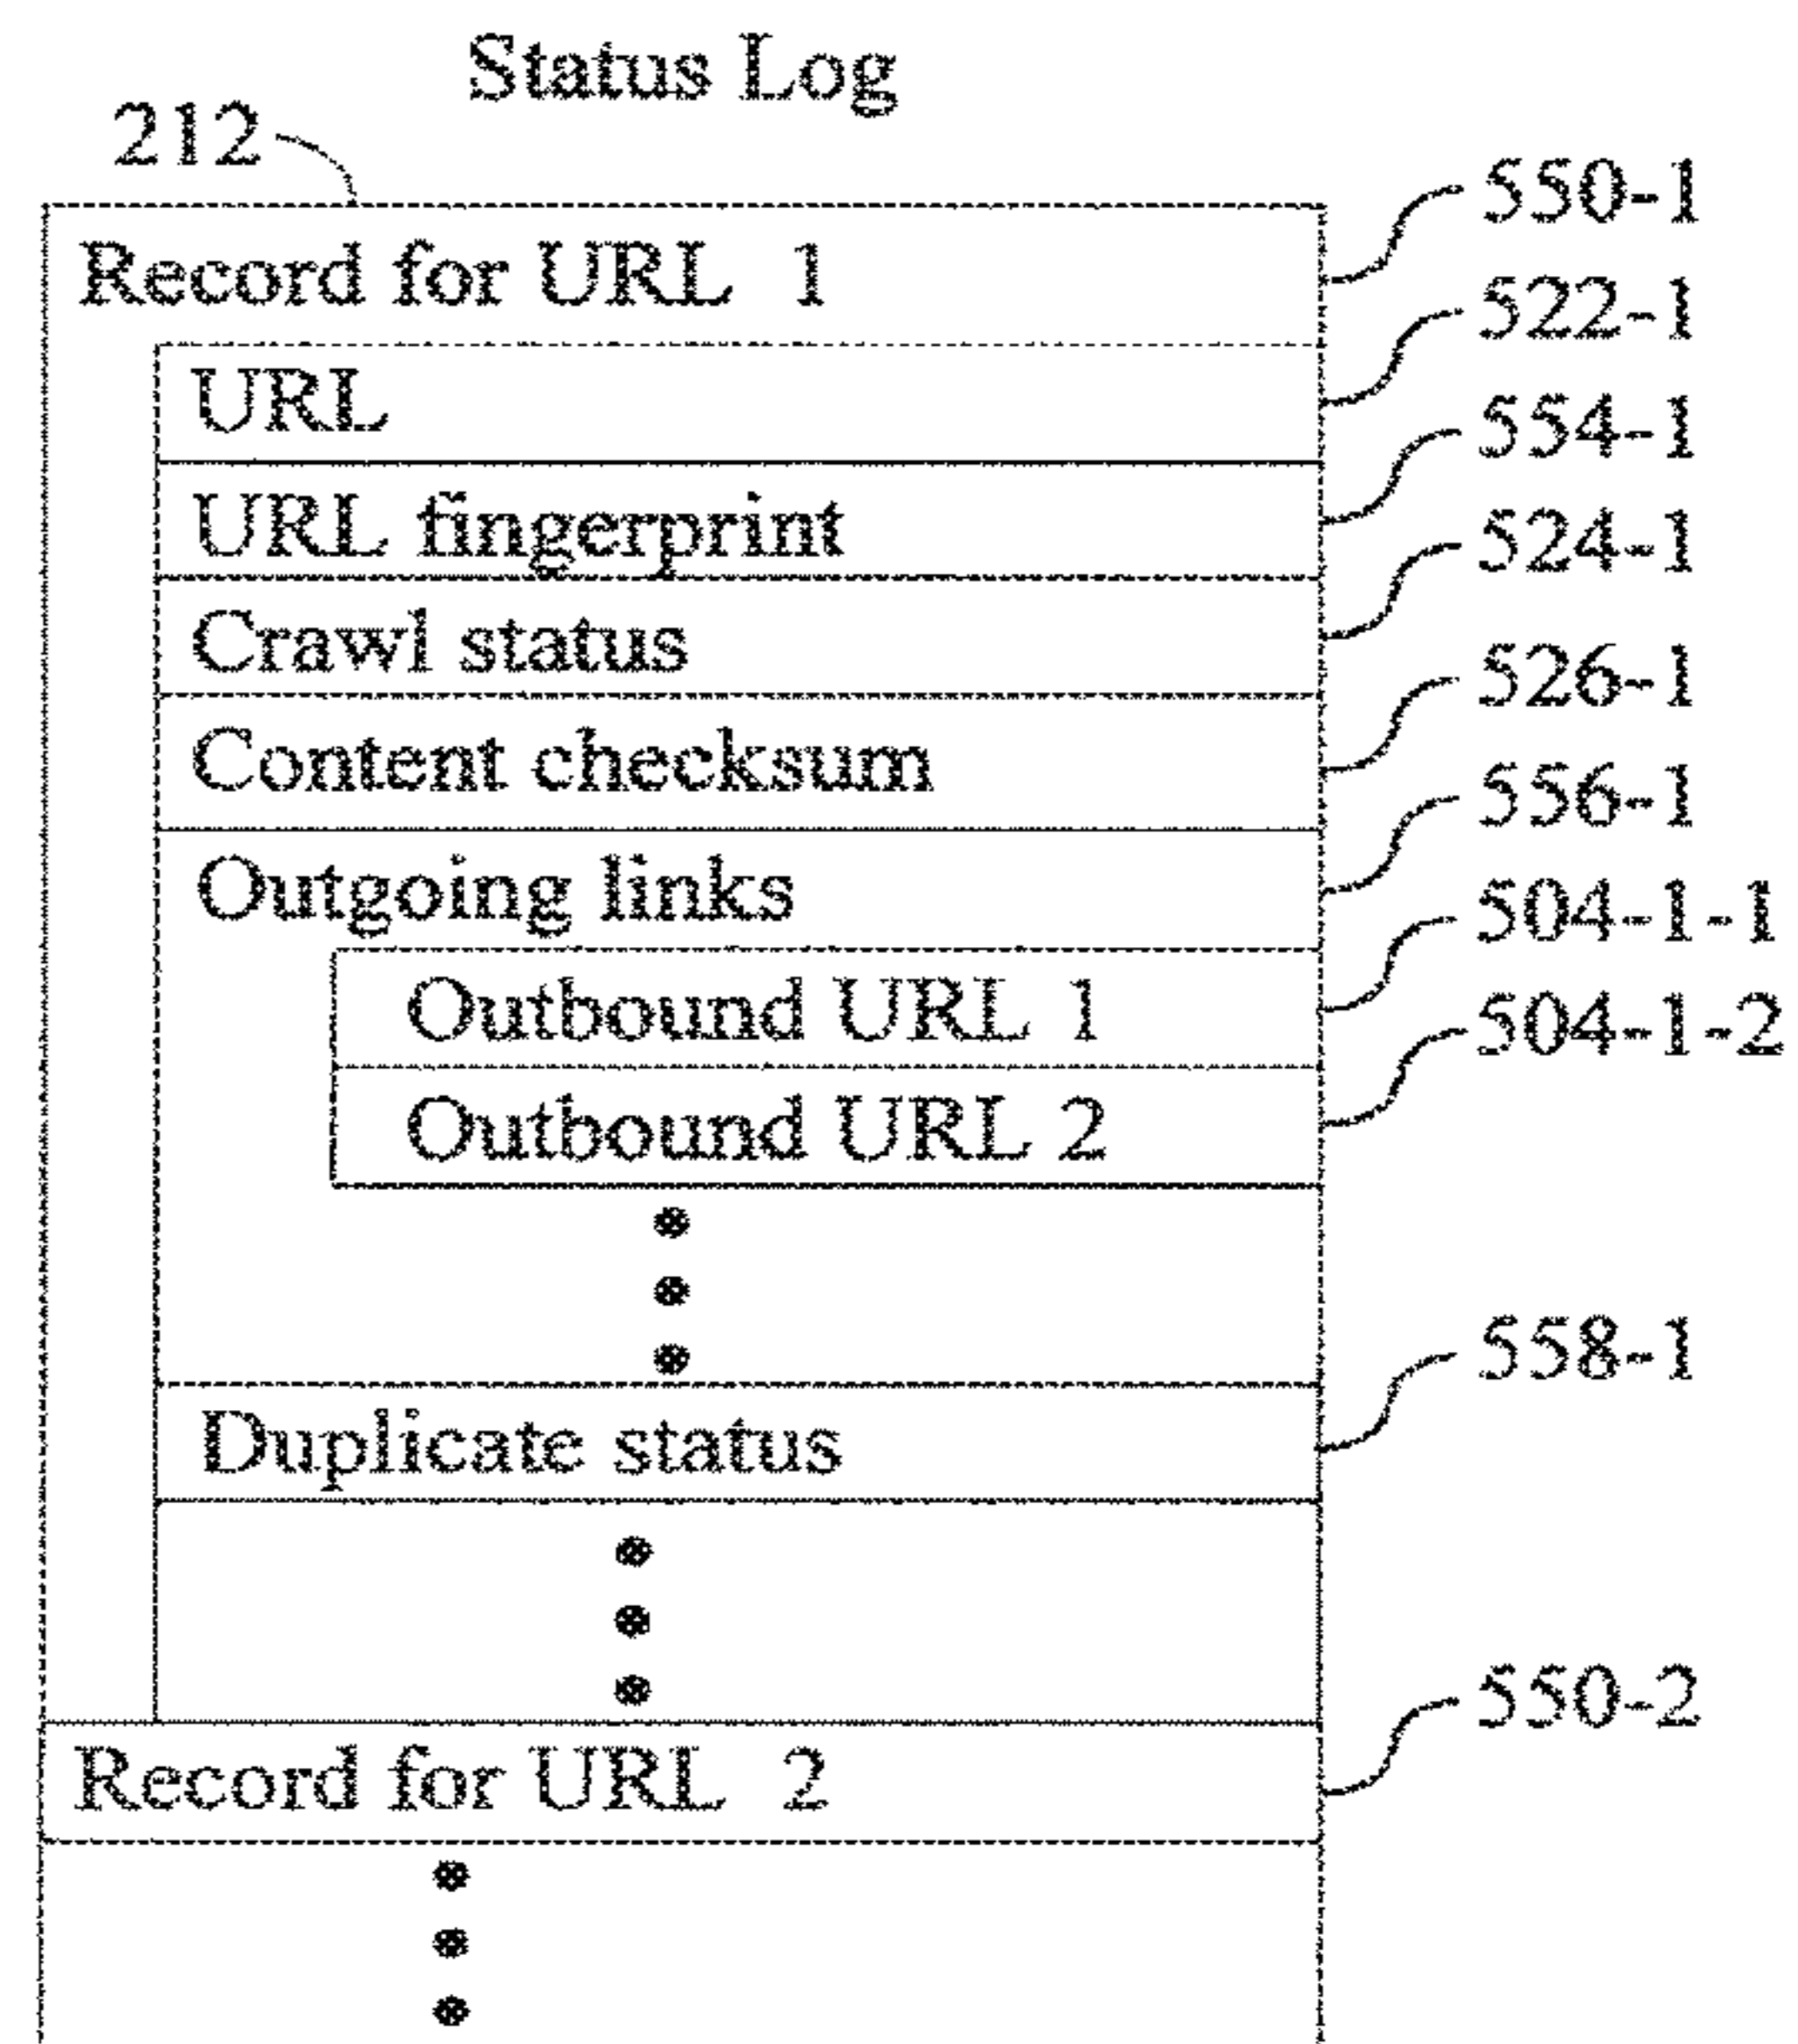 Status Log
212
550-1
Record for URL 1
522-1
URL
554-1
URL fingerprint
524-1
Crawl status
526-1
Content checksum
556-1
Outgoing links
504-1-1
Outbound URL 1
504-1-2
Outbound URL 2
558-1
Duplicate status
550-2
Record for URL 2